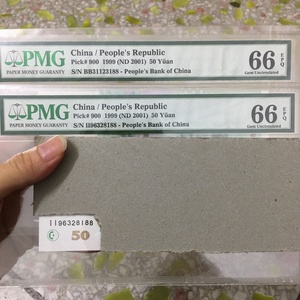 PMG
PAPER MONEY GUARANTY
China / People's Republic
Pick# 900 1999 (ND 2001) 50 Yüan
S/N BB31123188 - People's Bank of China
66 EPQ
Gem Uncirculated
PMG
PAPER MONEY GUARANTY
China / People's Republic
Pick# 900 1999 (ND 2001) 50 Yüan
S/N II96328188 - People's Bank of China
66 EPQ
Gem Uncirculated
II96328188
50